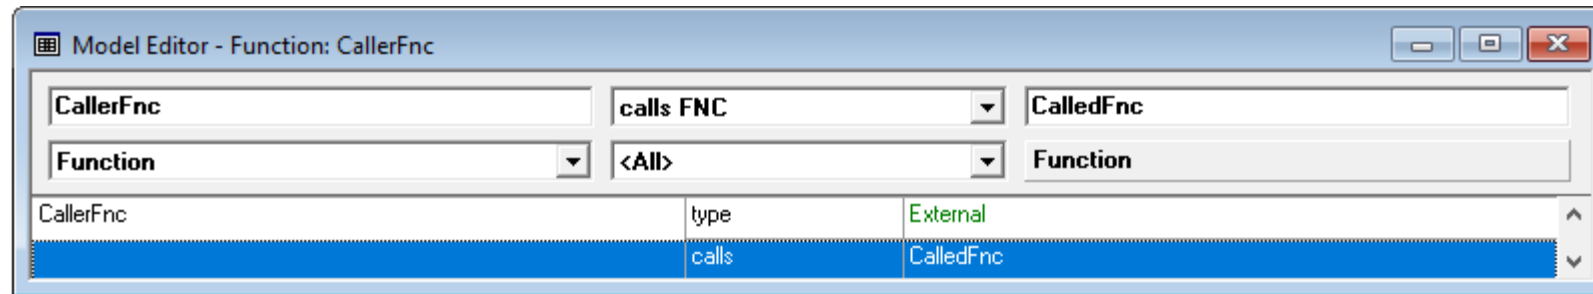 Model Editor - Function: CallerFnc
CallerFnc calls FNC CalledFnc
Function <All> Function
CallerFnc type External
calls CalledFnc